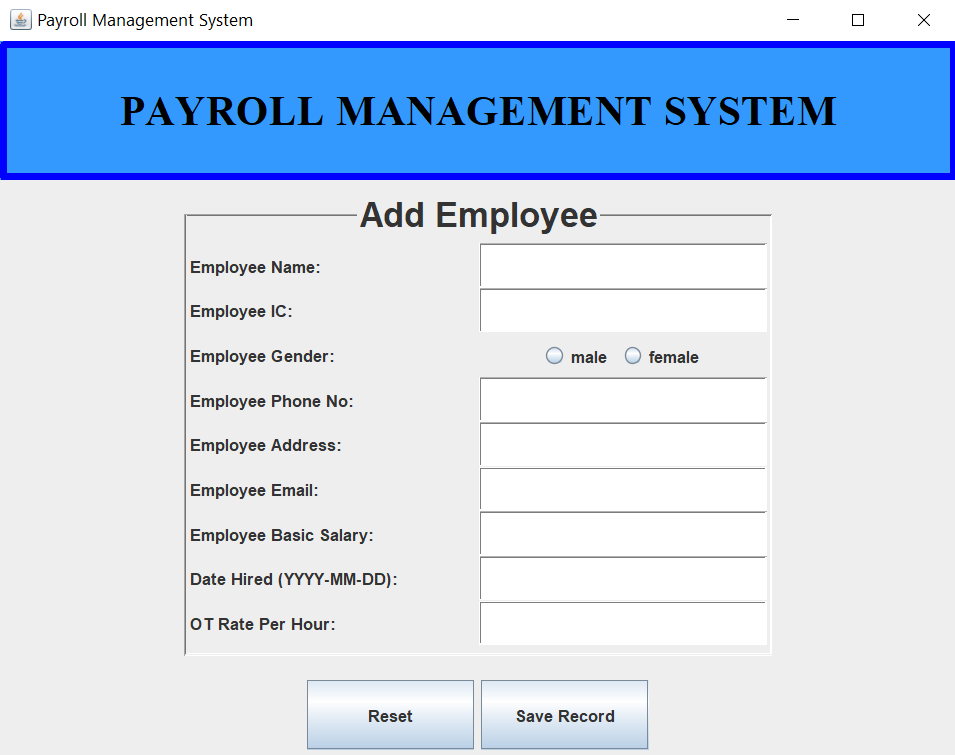 Payroll Management System
PAYROLL MANAGEMENT SYSTEM
Add Employee
Employee Name:
Employee IC:
Employee Gender: male female
Employee Phone No:
Employee Address:
Employee Email:
Employee Basic Salary:
Date Hired (YYYY-MM-DD):
OT Rate Per Hour:
Reset Save Record